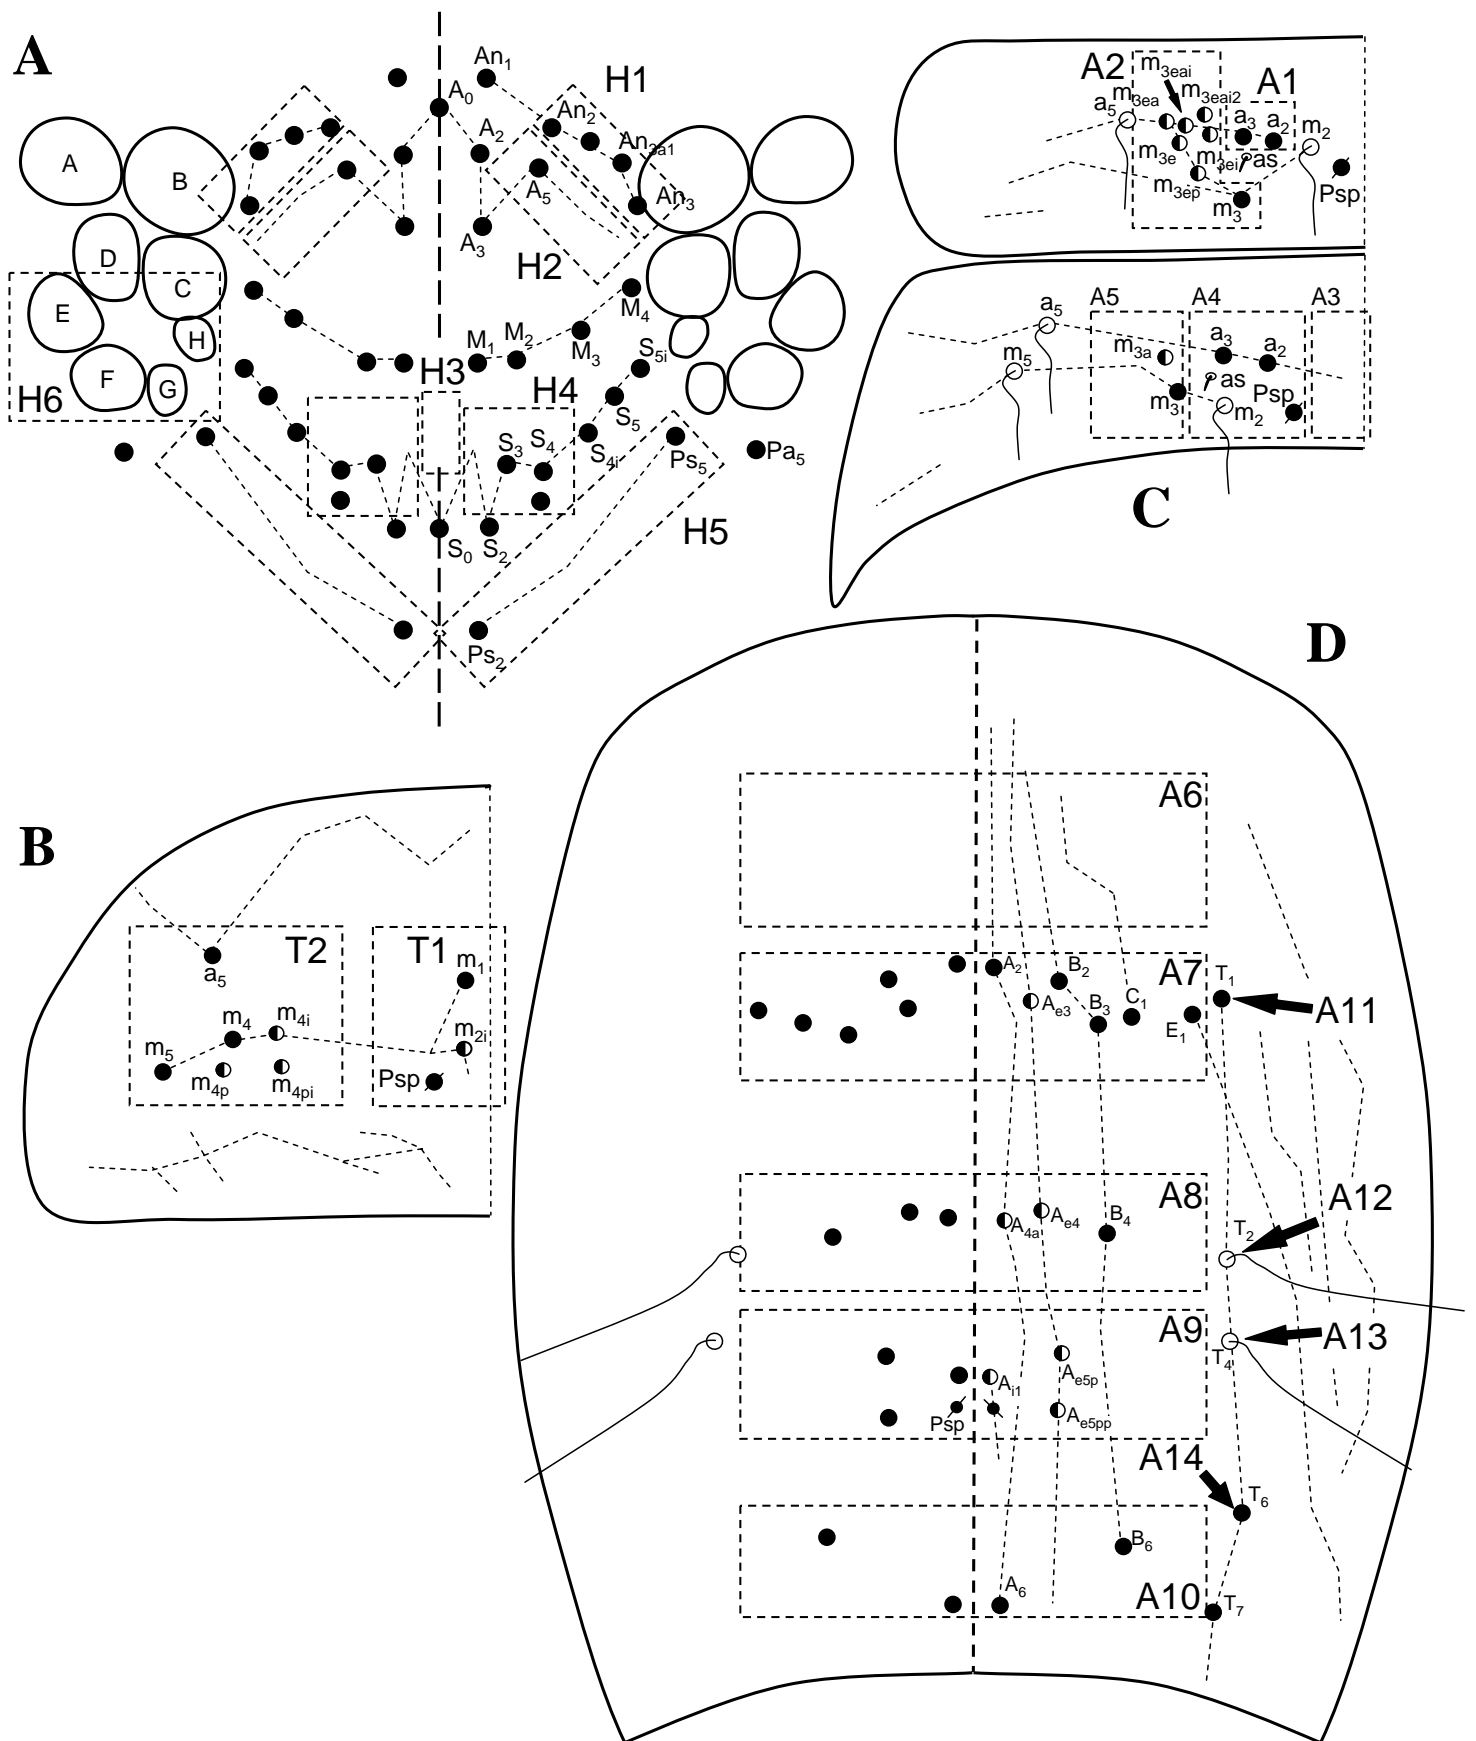 A
An₁
H1
A₀
An₂
A₂
An₃ₐ₁
A
B
A₅
An₃
A₃
H2
D
C
E
M₄
H
M₁
M₂
M₃
S₅ᵢ
H3
F
G
H6
H4
S₅
S₃
S₄
S₄ᵢ
Ps₅
Pa₅
S₀
S₂
H5
Ps₂
B
T2
T1
a₅
m₁
m₄
m₄ᵢ
m₂ᵢ
m₅
m₄ₚ
m₄ₚᵢ
Psp
A2
m₃ₑₐᵢ
A1
a₅
m₃ₑₐ
m₃ₑₐᵢ₂
a₃
a₂
m₂
m₃ₑ
m₃ₑᵢ
as
Psp
m₃ₑₚ
m₃
A5
A4
A3
a₅
m₃ₐ
a₃
a₂
m₅
as
Psp
m₃
m₂
C
D
A6
A7
A₂
B₂
T₁
Aₑ₃
B₃
C₁
E₁
A11
A8
A12
A₄ₐ
Aₑ₄
B₄
T₂
A9
A13
T₄
Aₑ₅ₚ
Aᵢ₁
Psp
Aₑ₅ₚₚ
A14
T₆
B₆
A₆
A10
T₇